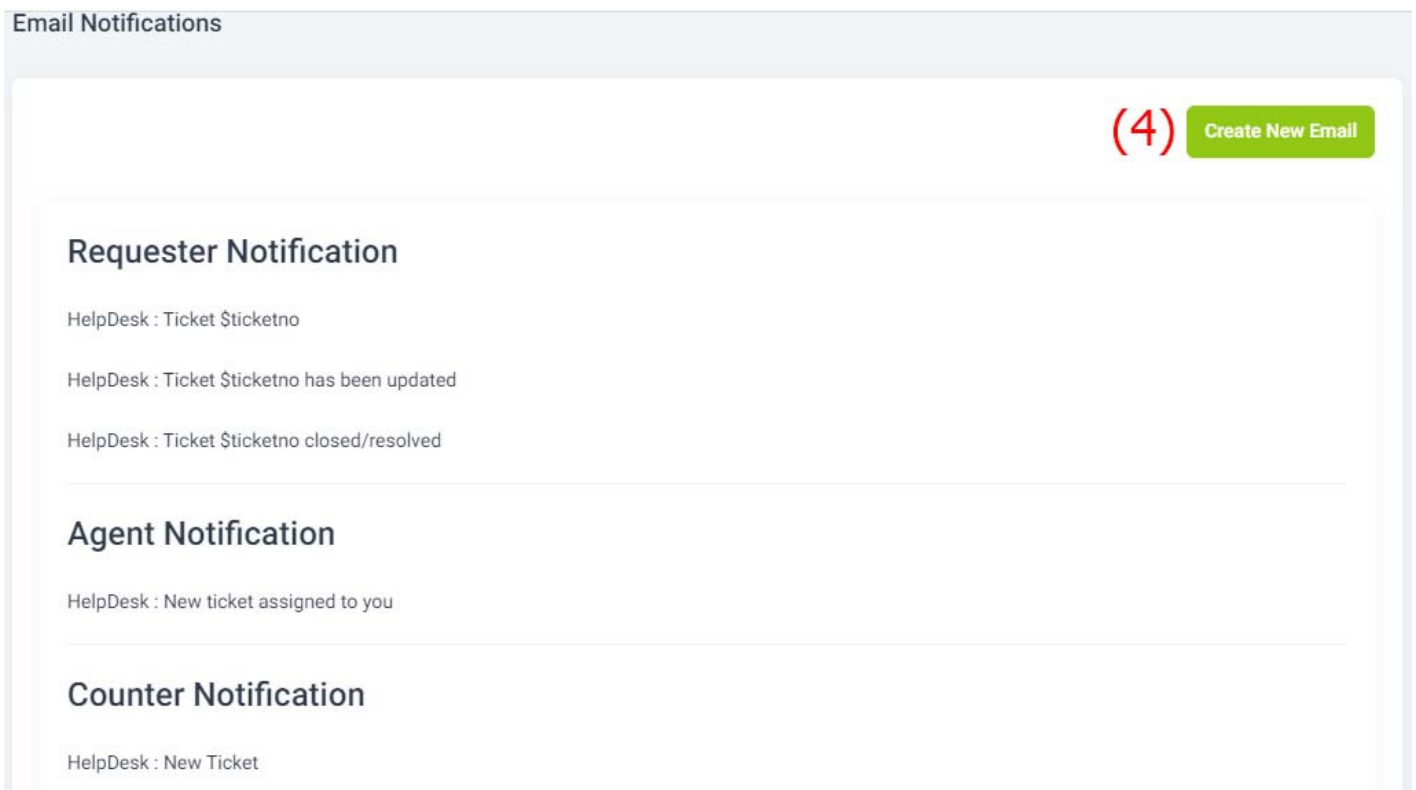 Email Notifications
(4) Create New Email
Requester Notification
HelpDesk : Ticket $ticketno
HelpDesk : Ticket $ticketno has been updated
HelpDesk : Ticket $ticketno closed/resolved
Agent Notification
HelpDesk : New ticket assigned to you
Counter Notification
HelpDesk : New Ticket